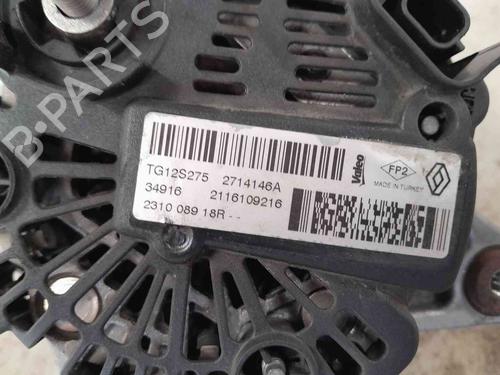 B-PARTS
TG12S275 2714146A
34916 2116109216
2310 089 18R - -
Valeo
FP2
MADE IN TURKEY